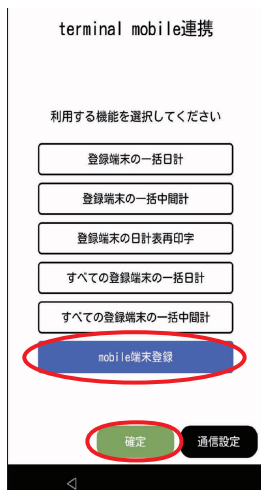 terminal mobile連携
利用する機能を選択してください
登録端末の一括日計
登録端末の一括中間計
登録端末の日計表再印字
すべての登録端末の一括日計
すべての登録端末の一括中間計
mobile端末登録
確定
通信設定